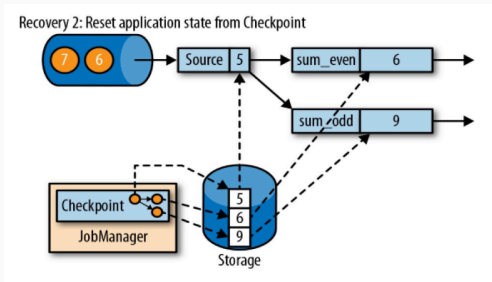 Recovery 2: Reset application state from Checkpoint
7 6
Source 5
sum_even 6
sum_odd 9
Checkpoint
JobManager
5
6
9
Storage